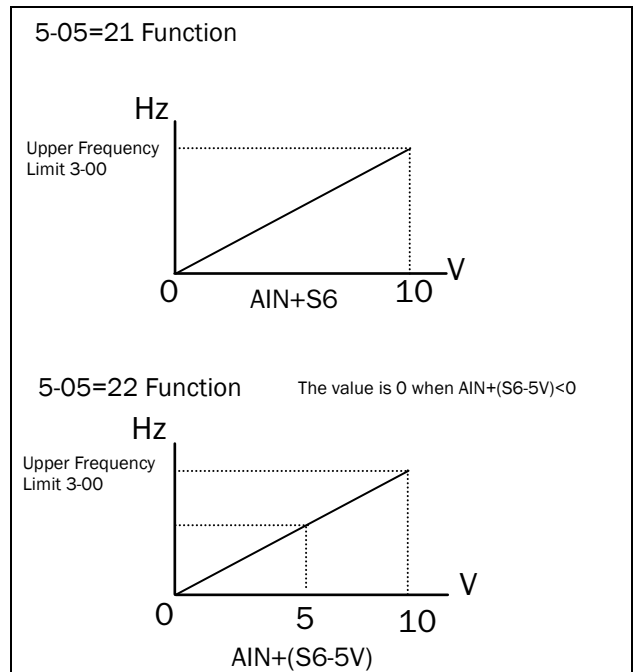 5-05=21 Function
Hz
Upper Frequency
Limit 3-00
V
0
10
AIN+S6
5-05=22 Function
The value is 0 when AIN+(S6-5V)<0
Hz
Upper Frequency
Limit 3-00
V
0
5
10
AIN+(S6-5V)